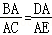 BA/AC = DA/AE